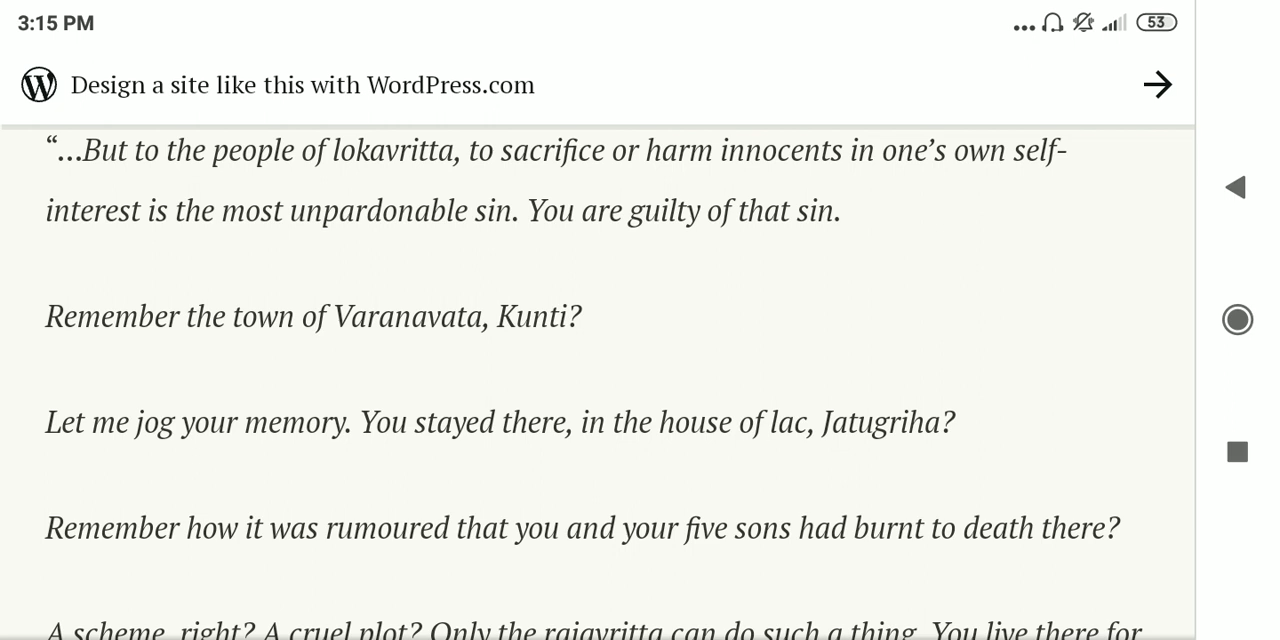 3:15 PM
53
Design a site like this with WordPress.com
“...But to the people of lokavritta, to sacrifice or harm innocents in one’s own self-
interest is the most unpardonable sin. You are guilty of that sin.
Remember the town of Varanavata, Kunti?
Let me jog your memory. You stayed there, in the house of lac, Jatugriha?
Remember how it was rumoured that you and your five sons had burnt to death there?
A scheme, right? A cruel plot? Only the rajavritta can do such a thing. You live there for